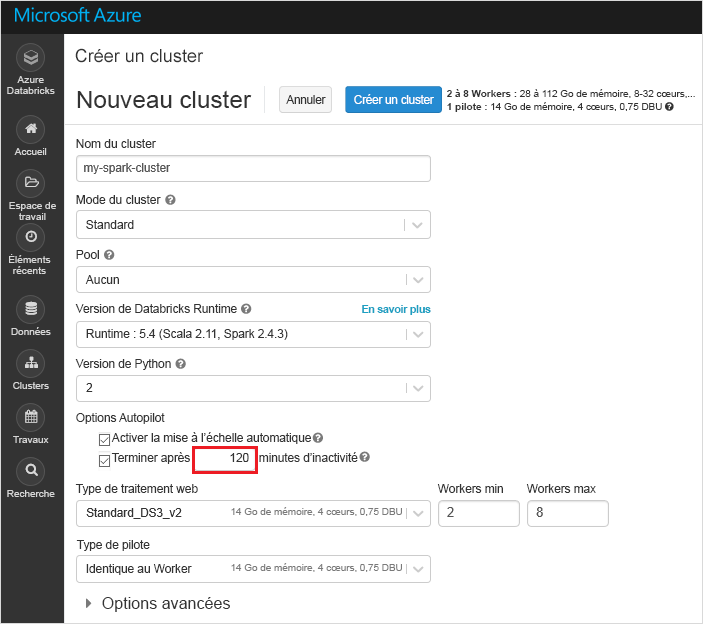 Microsoft Azure
Azure
Databricks
Accueil
Espace de
travail
Éléments
récents
Données
Clusters
Travaux
Recherche
Créer un cluster
Nouveau cluster
Annuler
Créer un cluster
2 à 8 Workers : 28 à 112 Go de mémoire, 8-32 cœurs,...
1 pilote : 14 Go de mémoire, 4 cœurs, 0,75 DBU
Nom du cluster
my-spark-cluster
Mode du cluster
Standard
Pool
Aucun
Version de Databricks Runtime
En savoir plus
Runtime : 5.4 (Scala 2.11, Spark 2.4.3)
Version de Python
2
Options Autopilot
Activer la mise à l'échelle automatique
Terminer après 120 minutes d'inactivité
Type de traitement web
Workers min
Workers max
Standard_DS3_v2 14 Go de mémoire, 4 cœurs, 0,75 DBU
2
8
Type de pilote
Identique au Worker 14 Go de mémoire, 4 cœurs, 0,75 DBU
Options avancées